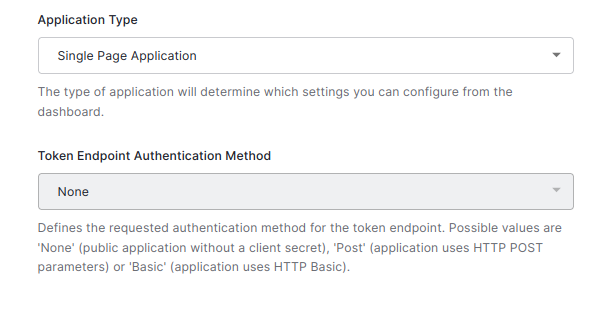 Application Type
Single Page Application
The type of application will determine which settings you can configure from the
dashboard.
Token Endpoint Authentication Method
None
Defines the requested authentication method for the token endpoint. Possible values are
'None' (public application without a client secret), 'Post' (application uses HTTP POST
parameters) or 'Basic' (application uses HTTP Basic).